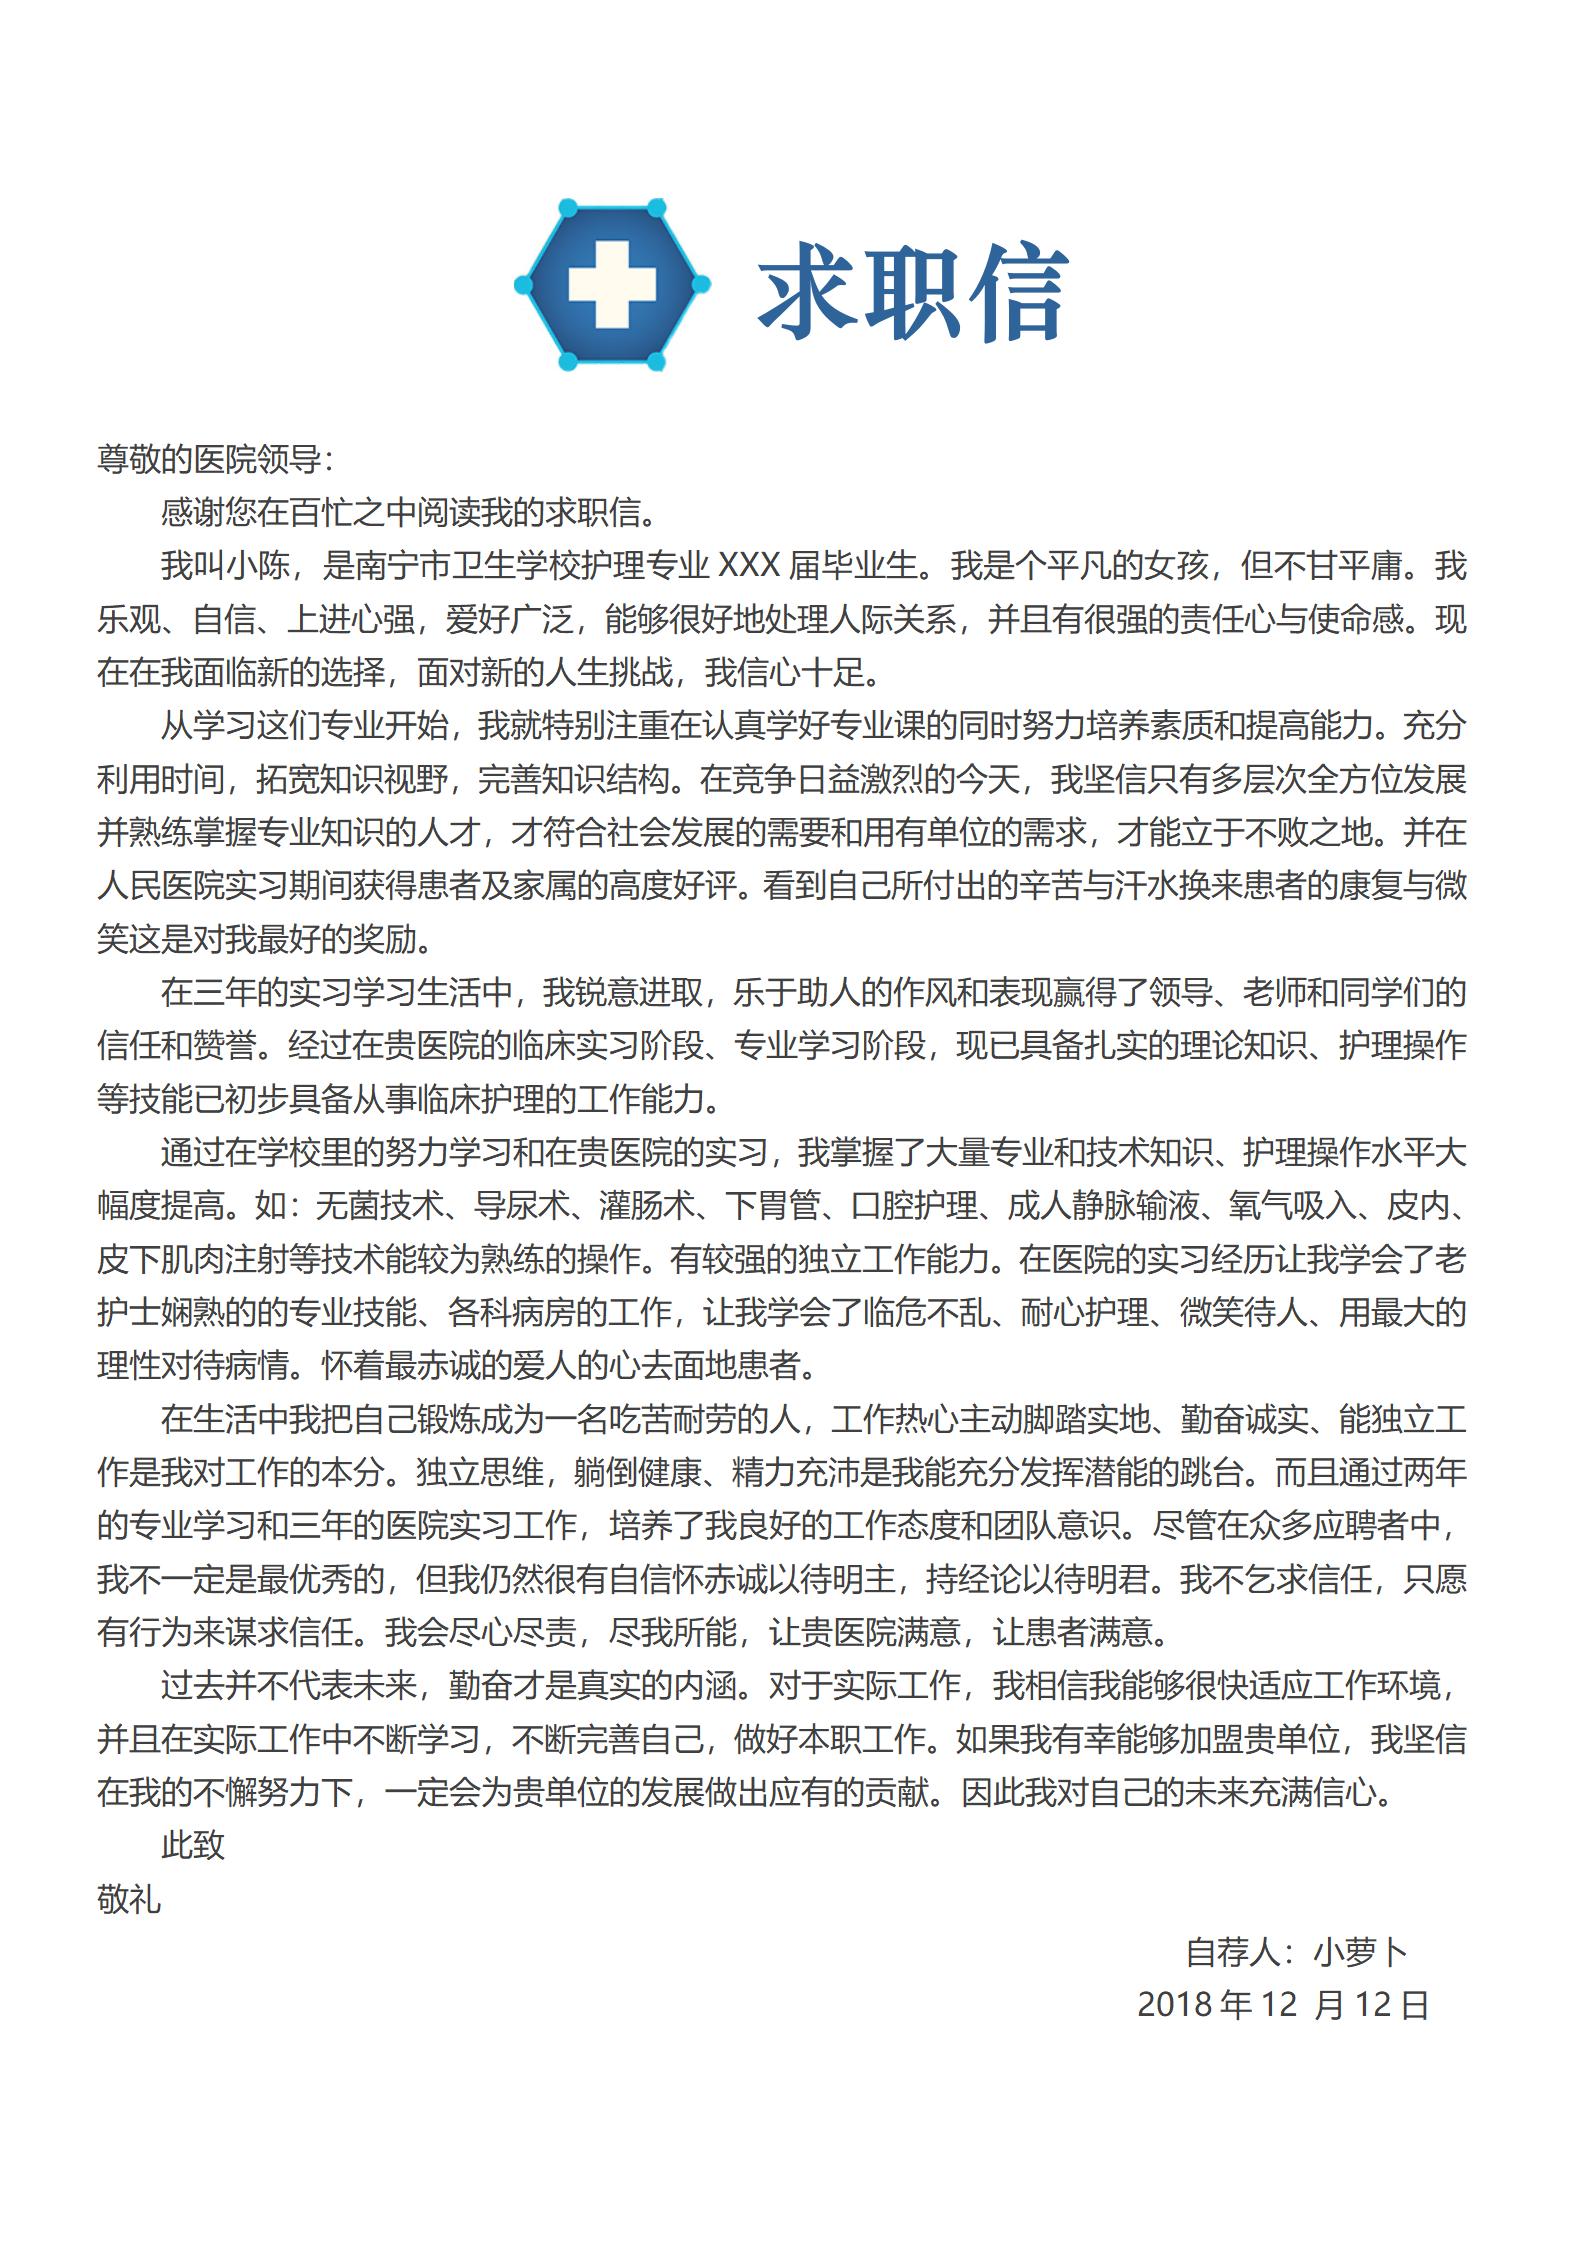 求职信
尊敬的医院领导：
感谢您在百忙之中阅读我的求职信。
我叫小陈，是南宁市卫生学校护理专业 XXX 届毕业生。我是个平凡的女孩，但不甘平庸。我
乐观、自信、上进心强，爱好广泛，能够很好地处理人际关系，并且有很强的责任心与使命感。现
在在我面临新的选择，面对新的人生挑战，我信心十足。
从学习这们专业开始，我就特别注重在认真学好专业课的同时努力培养素质和提高能力。充分
利用时间，拓宽知识视野，完善知识结构。在竞争日益激烈的今天，我坚信只有多层次全方位发展
并熟练掌握专业知识的人才，才符合社会发展的需要和用有单位的需求，才能立于不败之地。并在
人民医院实习期间获得患者及家属的高度好评。看到自己所付出的辛苦与汗水换来患者的康复与微
笑这是对我最好的奖励。
在三年的实习学习生活中，我锐意进取，乐于助人的作风和表现赢得了领导、老师和同学们的
信任和赞誉。经过在贵医院的临床实习阶段、专业学习阶段，现已具备扎实的理论知识、护理操作
等技能已初步具备从事临床护理的工作能力。
通过在学校里的努力学习和在贵医院的实习，我掌握了大量专业和技术知识、护理操作水平大
幅度提高。如：无菌技术、导尿术、灌肠术、下胃管、口腔护理、成人静脉输液、氧气吸入、皮内、
皮下肌肉注射等技术能较为熟练的操作。有较强的独立工作能力。在医院的实习经历让我学会了老
护士娴熟的的专业技能、各科病房的工作，让我学会了临危不乱、耐心护理、微笑待人、用最大的
理性对待病情。怀着最赤诚的爱人的心去面地患者。
在生活中我把自己锻炼成为一名吃苦耐劳的人，工作热心主动脚踏实地、勤奋诚实、能独立工
作是我对工作的本分。独立思维，躺倒健康、精力充沛是我能充分发挥潜能的跳台。而且通过两年
的专业学习和三年的医院实习工作，培养了我良好的工作态度和团队意识。尽管在众多应聘者中，
我不一定是最优秀的，但我仍然很有自信怀赤诚以待明主，持经论以待明君。我不乞求信任，只愿
有行为来谋求信任。我会尽心尽责，尽我所能，让贵医院满意，让患者满意。
过去并不代表未来，勤奋才是真实的内涵。对于实际工作，我相信我能够很快适应工作环境，
并且在实际工作中不断学习，不断完善自己，做好本职工作。如果我有幸能够加盟贵单位，我坚信
在我的不懈努力下，一定会为贵单位的发展做出应有的贡献。因此我对自己的未来充满信心。
此致
敬礼
自荐人：小萝卜
2018 年 12 月 12 日